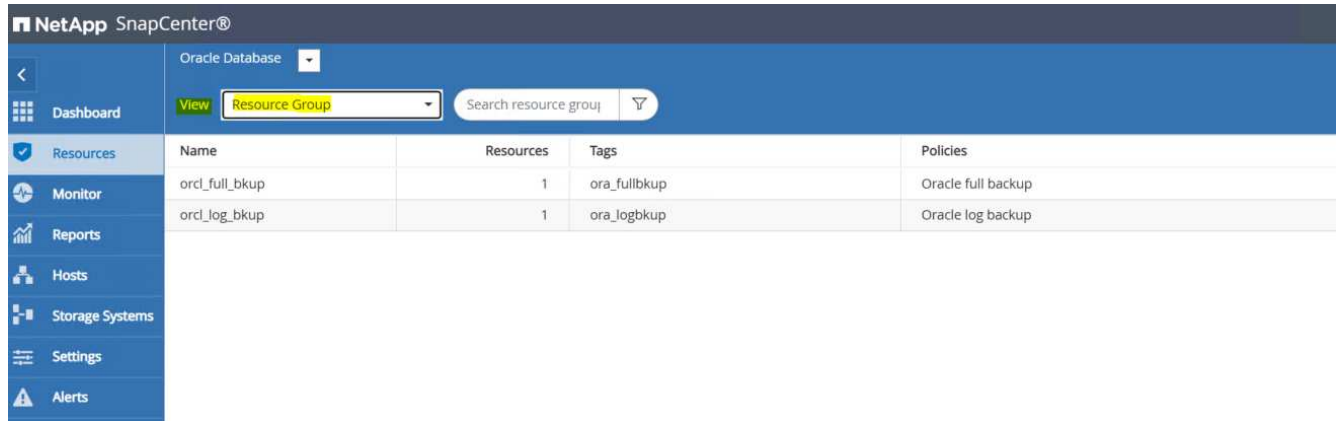 NetApp SnapCenter®
Oracle Database
View Resource Group Search resource group
Dashboard
Resources
Monitor
Reports
Hosts
Storage Systems
Settings
Alerts
Name Resources Tags Policies
orcl_full_bkup 1 ora_fullbkup Oracle full backup
orcl_log_bkup 1 ora_logbkup Oracle log backup